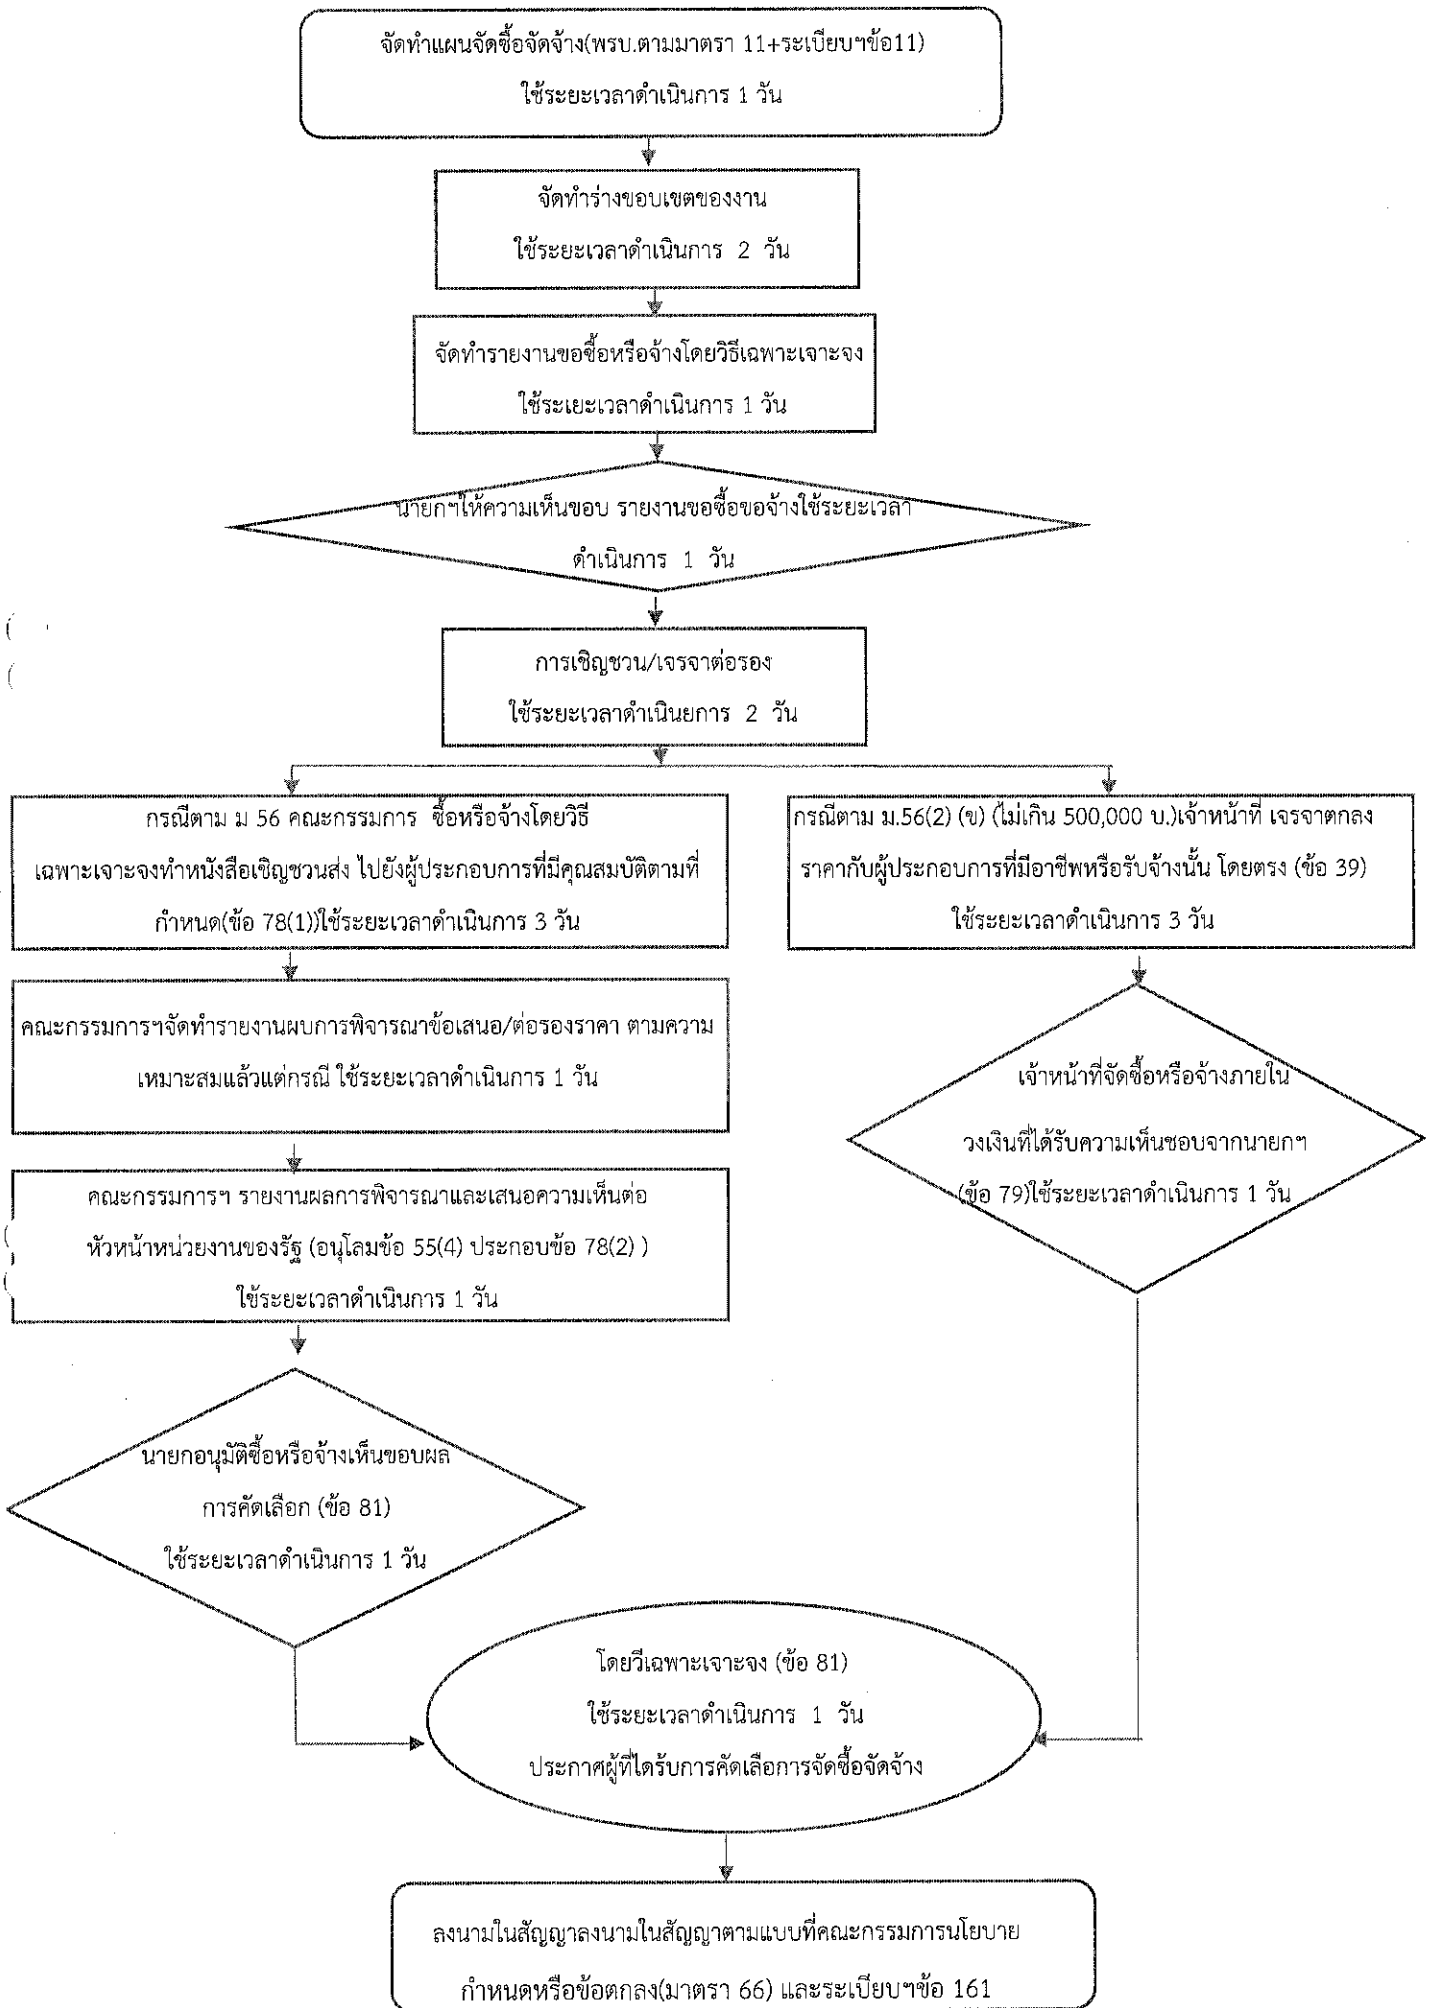 จัดทำแผนจัดซื้อจัดจ้าง(พรบ.ตามมาตรา 11+ระเบียบฯข้อ11)
ใช้ระยะเวลาดำเนินการ 1 วัน
จัดทำร่างขอบเขตของงาน
ใช้ระยะเวลาดำเนินการ 2 วัน
จัดทำรายงานขอซื้อหรือจ้างโดยวิธีเฉพาะเจาะจง
ใช้ระเยะเวลาดำเนินการ 1 วัน
นายกฯให้ความเห็นขอบ รายงานขอซื้อขอจ้างใช้ระยะเวลา
ดำเนินการ 1 วัน
การเชิญชวน/เจรจาต่อรอง
ใช้ระยะเวลาดำเนินยการ 2 วัน
กรณีตาม ม 56 คณะกรรมการ ซื้อหรือจ้างโดยวิธี
เฉพาะเจาะจงทำหนังสือเชิญชวนส่ง ไปยังผู้ประกอบการที่มีคุณสมบัติตามที่
กำหนด(ข้อ 78(1))ใช้ระยะเวลาดำเนินการ 3 วัน
กรณีตาม ม.56(2) (ข) (ไม่เกิน 500,000 บ.)เจ้าหน้าที่ เจรจาตกลง
ราคากับผู้ประกอบการที่มีอาชีพหรือรับจ้างนั้น โดยตรง (ข้อ 39)
ใช้ระยะเวลาดำเนินการ 3 วัน
คณะกรรมการฯจัดทำรายงานผบการพิจารณาข้อเสนอ/ต่อรองราคา ตามความ
เหมาะสมแล้วแต่กรณี ใช้ระยะเวลาดำเนินการ 1 วัน
เจ้าหน้าที่จัดซื้อหรือจ้างภายใน
วงเงินที่ได้รับความเห็นชอบจากนายกฯ
(ข้อ 79)ใช้ระยะเวลาดำเนินการ 1 วัน
คณะกรรมการฯ รายงานผลการพิจารณาและเสนอความเห็นต่อ
หัวหน้าหน่วยงานของรัฐ (อนุโลมข้อ 55(4) ประกอบข้อ 78(2) )
ใข้ระยะเวลาดำเนินการ 1 วัน
นายกอนุมัติซื้อหรือจ้างเห็นขอบผล
การคัดเลือก (ข้อ 81)
ใช้ระยะเวลาดำเนินการ 1 วัน
โดยวีเฉพาะเจาะจง (ข้อ 81)
ใช้ระยะเวลาดำเนินการ 1 วัน
ประกาศผู้ที่ไดรับการคัดเลือการจัดซื้อจัดจ้าง
ลงนามในสัญญาลงนามในสัญญาตามแบบที่คณะกรรมการนโยบาย
กำหนดหรือข้อตกลง(มาตรา 66) และระเบียบฯข้อ 161